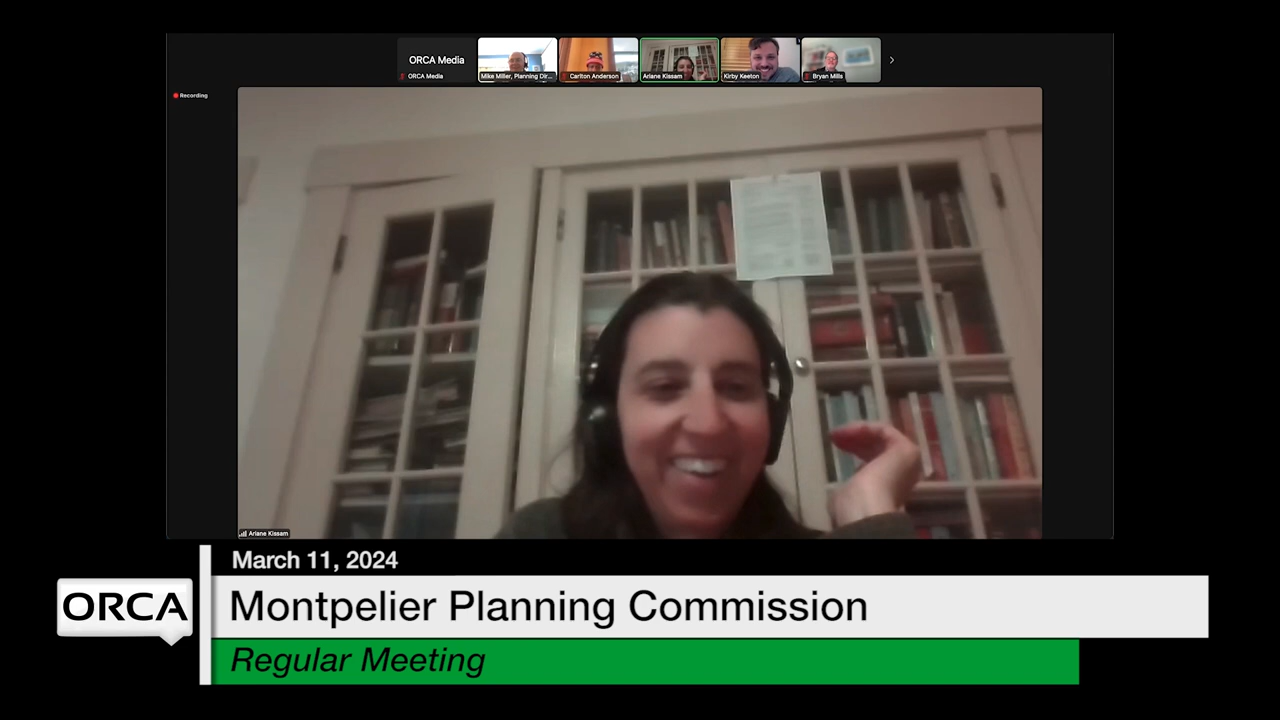 ORCA Media
ORCA Media
Mike Miller, Planning Dir...
Carlton Anderson
Ariane Kissam
Kirby Keeton
Bryan Mills
Recording
Ariane Kissam
March 11, 2024
ORCA
Montpelier Planning Commission
Regular Meeting